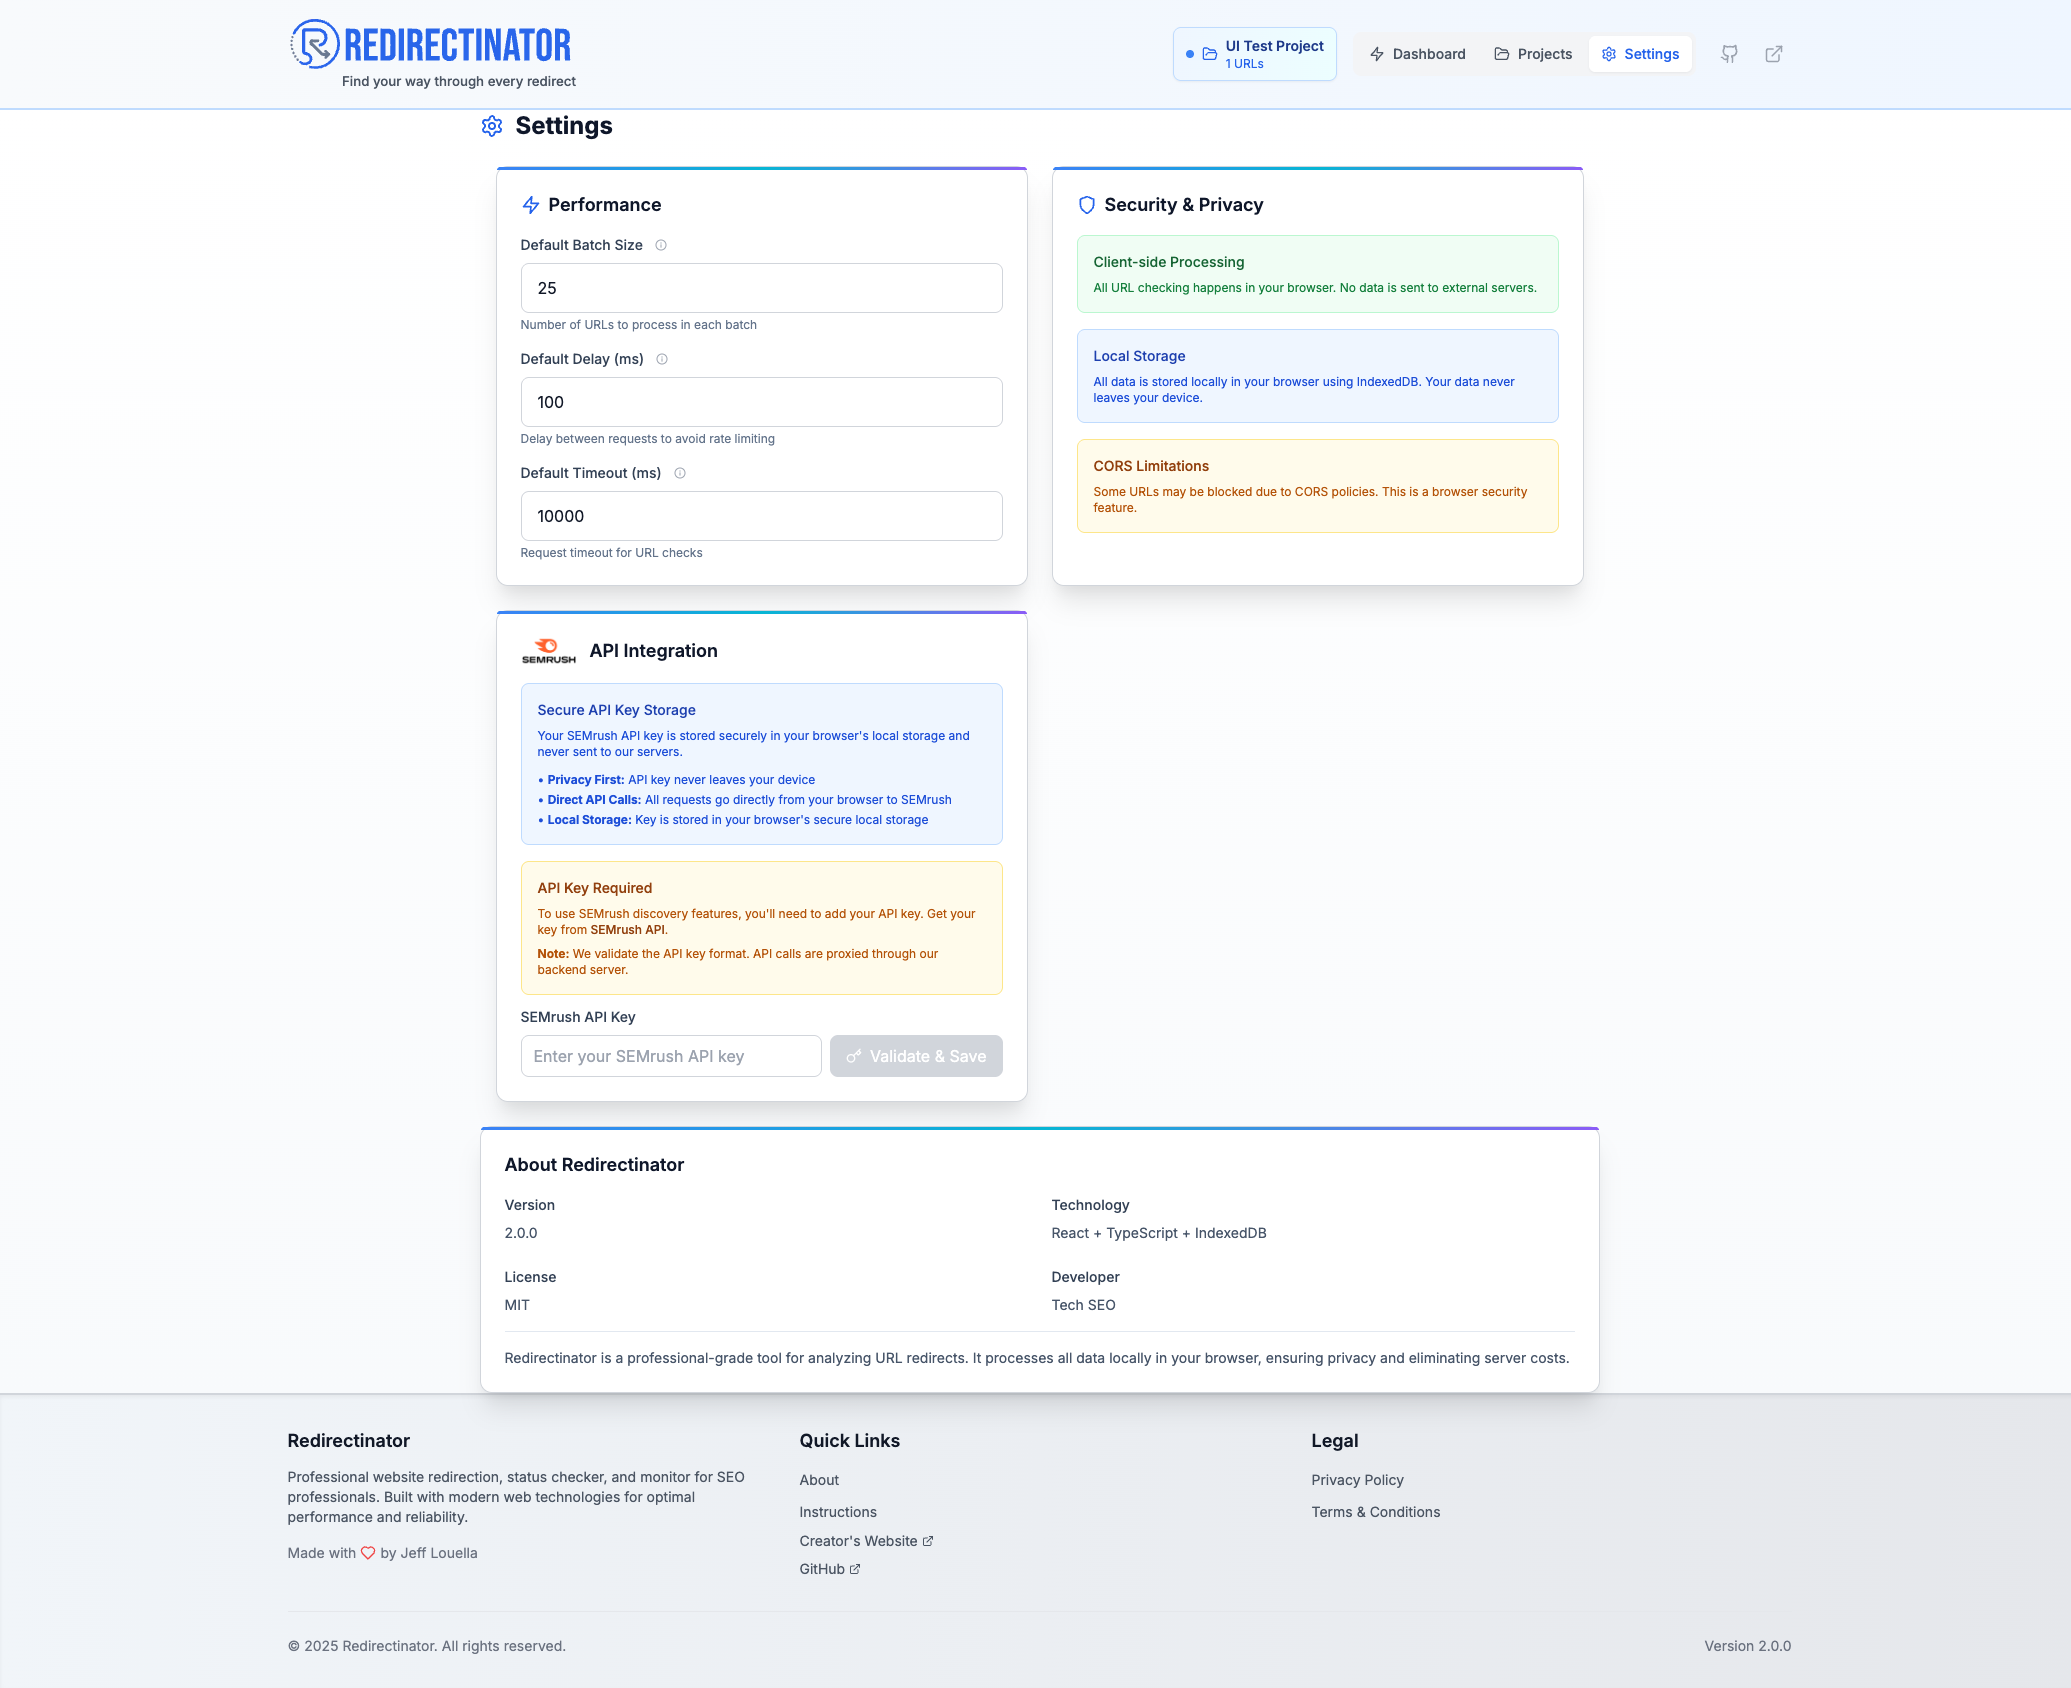 REDIRECTINATOR
Find your way through every redirect
UI Test Project
1 URLs
Dashboard
Projects
Settings
Settings
Performance
Default Batch Size
25
Number of URLs to process in each batch
Default Delay (ms)
100
Delay between requests to avoid rate limiting
Default Timeout (ms)
10000
Request timeout for URL checks
Security & Privacy
Client-side Processing
All URL checking happens in your browser. No data is sent to external servers.
Local Storage
All data is stored locally in your browser using IndexedDB. Your data never
leaves your device.
CORS Limitations
Some URLs may be blocked due to CORS policies. This is a browser security
feature.
SEMRUSH
API Integration
Secure API Key Storage
Your SEMrush API key is stored securely in your browser's local storage and
never sent to our servers.
• Privacy First: API key never leaves your device
• Direct API Calls: All requests go directly from your browser to SEMrush
• Local Storage: Key is stored in your browser's secure local storage
API Key Required
To use SEMrush discovery features, you'll need to add your API key. Get your
key from SEMrush API.
Note: We validate the API key format. API calls are proxied through our
backend server.
SEMrush API Key
Enter your SEMrush API key
Validate & Save
About Redirectinator
Version
2.0.0
Technology
React + TypeScript + IndexedDB
License
MIT
Developer
Tech SEO
Redirectinator is a professional-grade tool for analyzing URL redirects. It processes all data locally in your browser, ensuring privacy and eliminating server costs.
Redirectinator
Professional website redirection, status checker, and monitor for SEO
professionals. Built with modern web technologies for optimal
performance and reliability.
Made with ♡ by Jeff Louella
Quick Links
About
Instructions
Creator's Website
GitHub
Legal
Privacy Policy
Terms & Conditions
© 2025 Redirectinator. All rights reserved.
Version 2.0.0